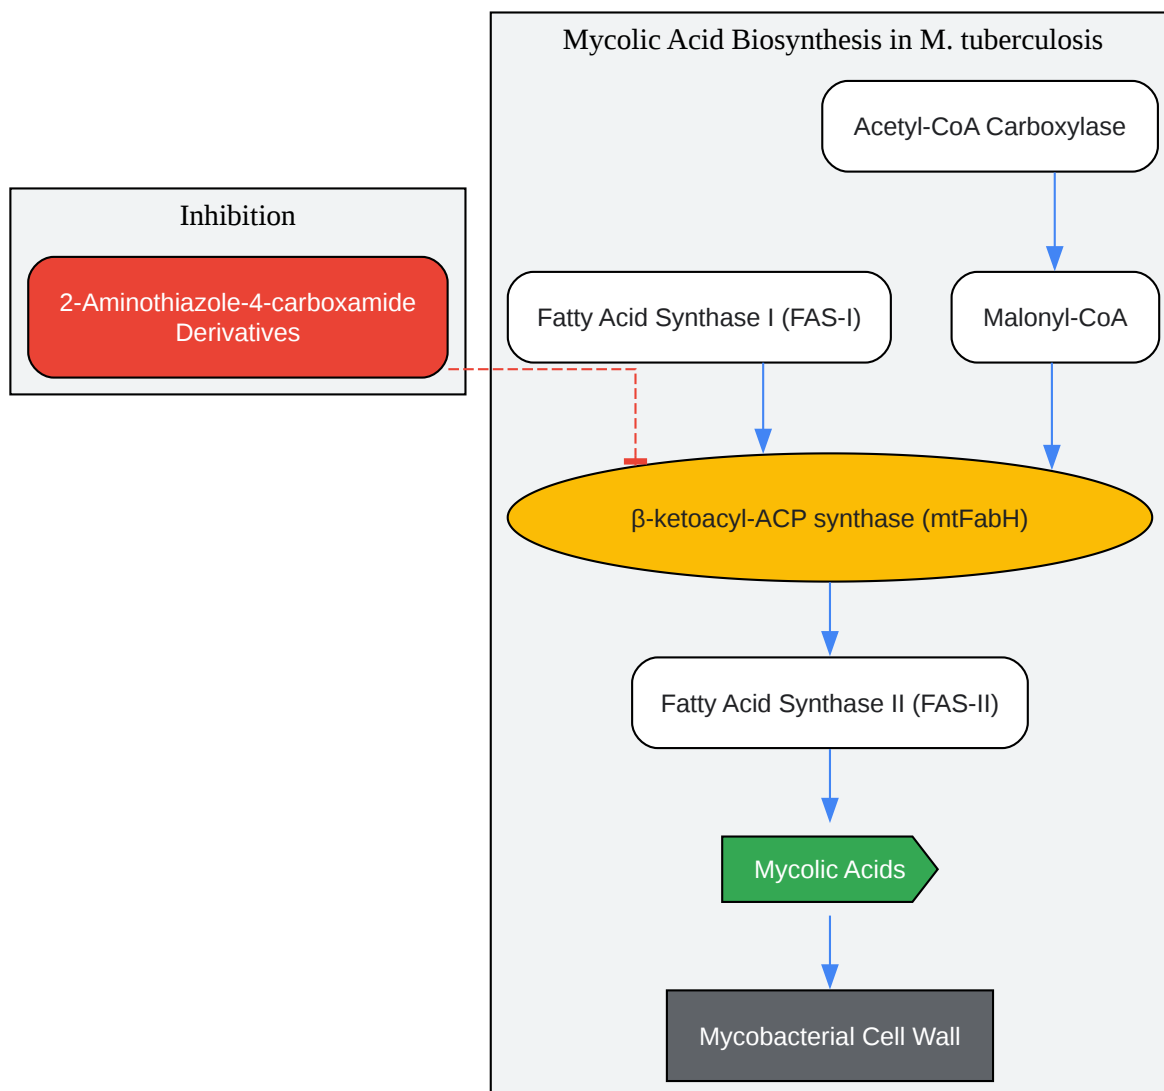 Mycolic Acid Biosynthesis in M. tuberculosis
Acetyl-CoA Carboxylase
Inhibition
2-Aminothiazole-4-carboxamide
Derivatives
Fatty Acid Synthase I (FAS-I)
Malonyl-CoA
β-ketoacyl-ACP synthase (mtFabH)
Fatty Acid Synthase II (FAS-II)
Mycolic Acids
Mycobacterial Cell Wall